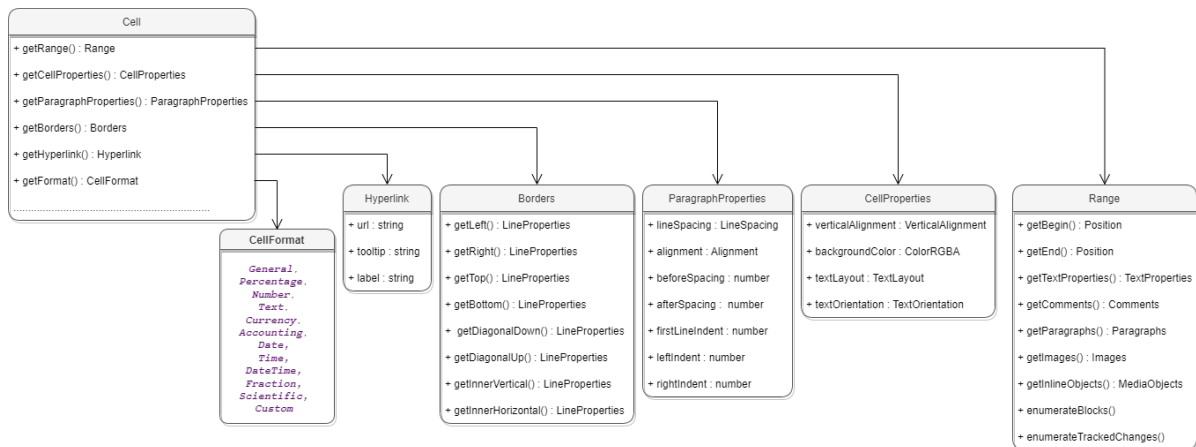 Cell
+ getRange() : Range
+ getCellProperties() : CellProperties
+ getParagraphProperties() : ParagraphProperties
+ getBorders() : Borders
+ getHyperlink() : Hyperlink
+ getFormat() : CellFormat
CellFormat
General,
Percentage,
Number,
Text,
Currency,
Accounting,
Date,
Time,
DateTime,
Fraction,
Scientific,
Custom
Hyperlink
+ url : string
+ tooltip : string
+ label : string
Borders
+ getLeft() : LineProperties
+ getRight() : LineProperties
+ getTop() : LineProperties
+ getBottom() : LineProperties
+ getDiagonalDown() : LineProperties
+ getDiagonalUp() : LineProperties
+ getInnerVertical() : LineProperties
+ getInnerHorizontal() : LineProperties
ParagraphProperties
+ lineSpacing : LineSpacing
+ alignment : Alignment
+ beforeSpacing : number
+ afterSpacing : number
+ firstLineIndent : number
+ leftIndent : number
+ rightIndent : number
CellProperties
+ verticalAlignment : VerticalAlignment
+ backgroundColor : ColorRGBA
+ textLayout : TextLayout
+ textOrientation : TextOrientation
Range
+ getBegin() : Position
+ getEnd() : Position
+ getTextProperties() : TextProperties
+ getComments() : Comments
+ getParagraphs() : Paragraphs
+ getImages() : Images
+ getInlineObjects() : MediaObjects
+ enumerateBlocks()
+ enumerateTrackedChanges()